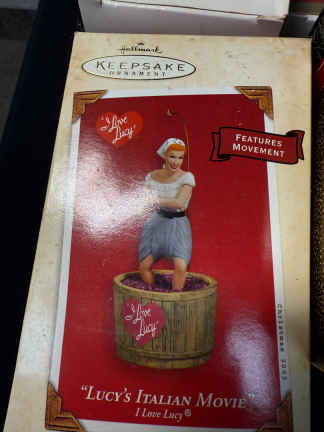 Hallmark
KEEPSAKE
ORNAMENT
I Love
Lucy
FEATURES
MOVEMENT
I Love
Lucy
"LUCY'S ITALIAN MOVIE"
I Love Lucy®